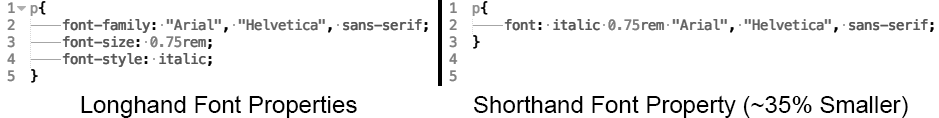 1 p{
2 font-family: "Arial", "Helvetica", sans-serif;
3 font-size: 0.75rem;
4 font-style: italic;
5 }
Longhand Font Properties
1 p{
2 font: italic 0.75rem "Arial", "Helvetica", sans-serif;
3 }
4
5
Shorthand Font Property (~35% Smaller)